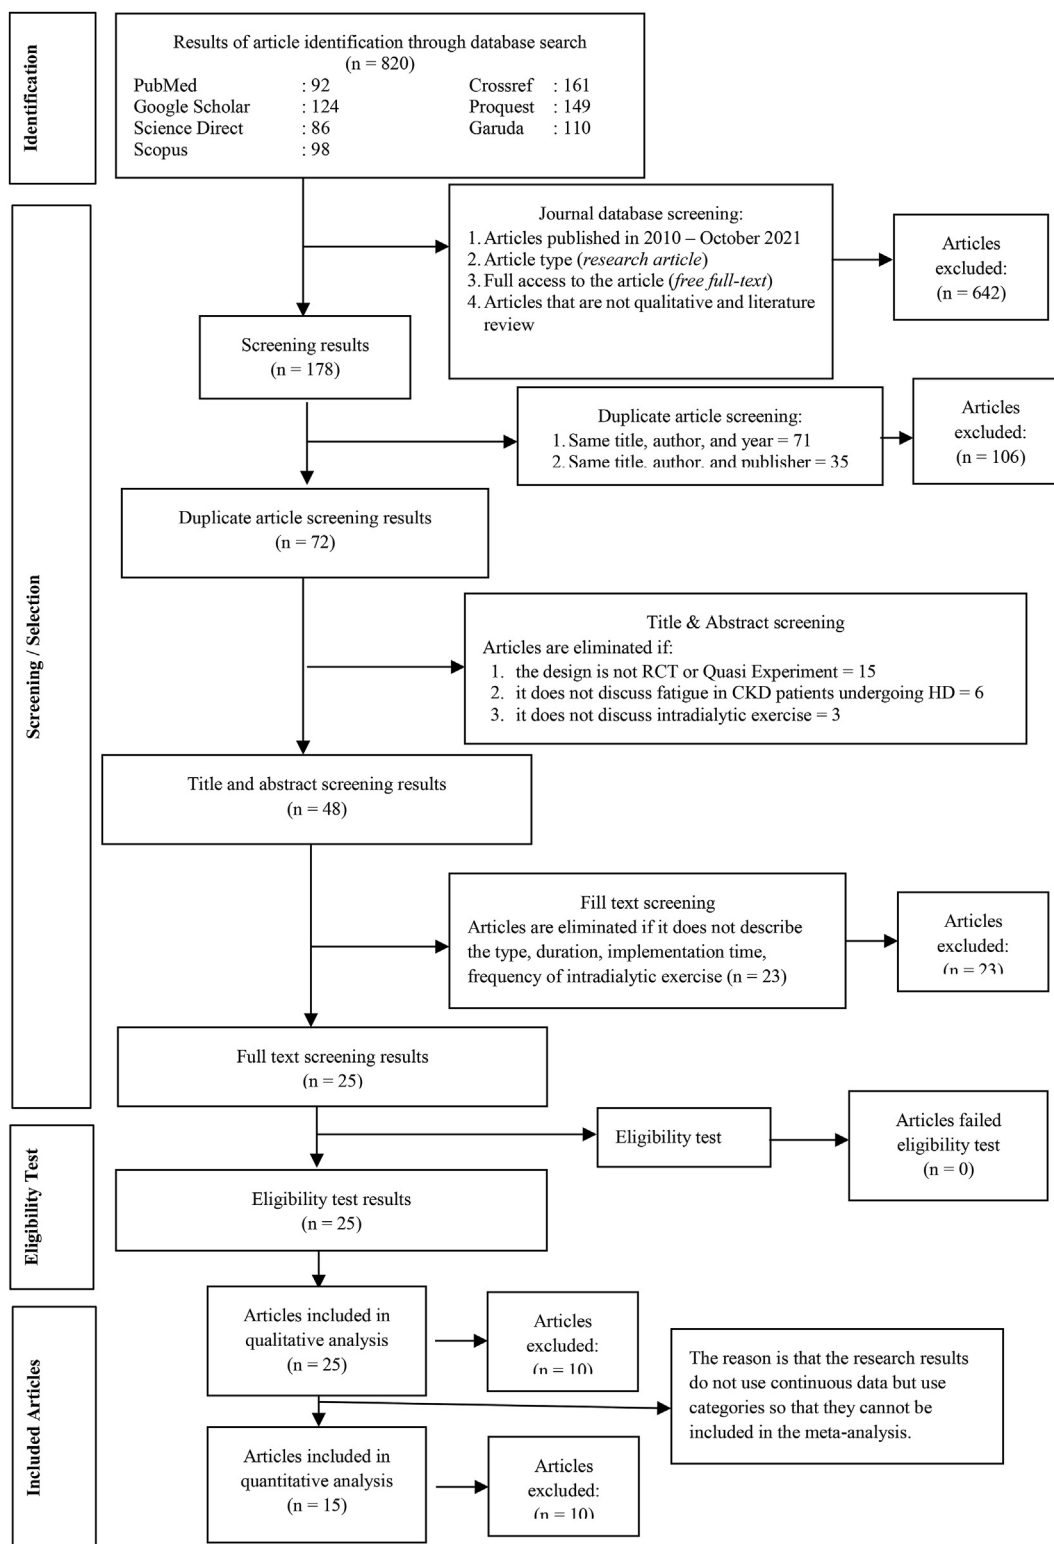 Identification
Results of article identification through database search
(n = 820)
PubMed : 92 Crossref : 161
Google Scholar : 124 Proquest : 149
Science Direct : 86 Garuda : 110
Scopus : 98
Screening / Selection
Journal database screening:
1. Articles published in 2010 – October 2021
2. Article type (research article)
3. Full access to the article (free full-text)
4. Articles that are not qualitative and literature
review
Articles
excluded:
(n = 642)
Screening results
(n = 178)
Duplicate article screening:
1. Same title, author, and year = 71
2. Same title, author, and publisher = 35
Articles
excluded:
(n = 106)
Duplicate article screening results
(n = 72)
Title & Abstract screening
Articles are eliminated if:
1. the design is not RCT or Quasi Experiment = 15
2. it does not discuss fatigue in CKD patients undergoing HD = 6
3. it does not discuss intradialytic exercise = 3
Title and abstract screening results
(n = 48)
Fill text screening
Articles are eliminated if it does not describe
the type, duration, implementation time,
frequency of intradialytic exercise (n = 23)
Articles
excluded:
(n = 23)
Full text screening results
(n = 25)
Eligibility Test
Eligibility test
Articles failed
eligibility test
(n = 0)
Eligibility test results
(n = 25)
Included Articles
Articles included in
qualitative analysis
(n = 25)
Articles
excluded:
(n = 10)
The reason is that the research results
do not use continuous data but use
categories so that they cannot be
included in the meta-analysis.
Articles included in
quantitative analysis
(n = 15)
Articles
excluded:
(n = 10)